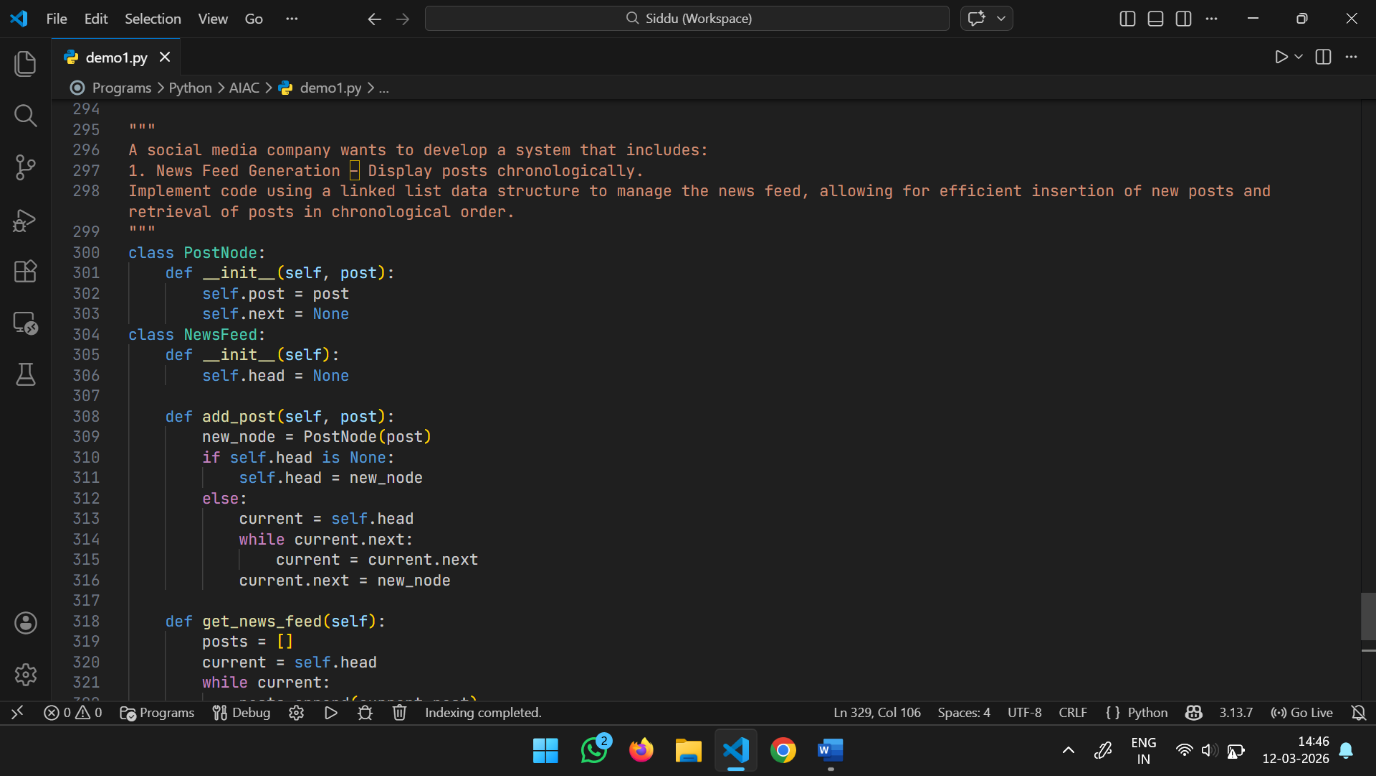 File Edit Selection View Go ··· Siddu (Workspace)
demo1.py
Programs > Python > AIAC > demo1.py > ...
294
295 """
296 A social media company wants to develop a system that includes:
297 1. News Feed Generation – Display posts chronologically.
298 Implement code using a linked list data structure to manage the news feed, allowing for efficient insertion of new posts and
retrieval of posts in chronological order.
299 """
300 class PostNode:
301     def __init__(self, post):
302         self.post = post
303         self.next = None
304 class NewsFeed:
305     def __init__(self):
306         self.head = None
307
308     def add_post(self, post):
309         new_node = PostNode(post)
310         if self.head is None:
311             self.head = new_node
312         else:
313             current = self.head
314             while current.next:
315                 current = current.next
316             current.next = new_node
317
318     def get_news_feed(self):
319         posts = []
320         current = self.head
321         while current:
0 0 Programs Debug Indexing completed. Ln 329, Col 106 Spaces: 4 UTF-8 CRLF { } Python 3.13.7 Go Live
2 W ENG 14:46
IN 12-03-2026